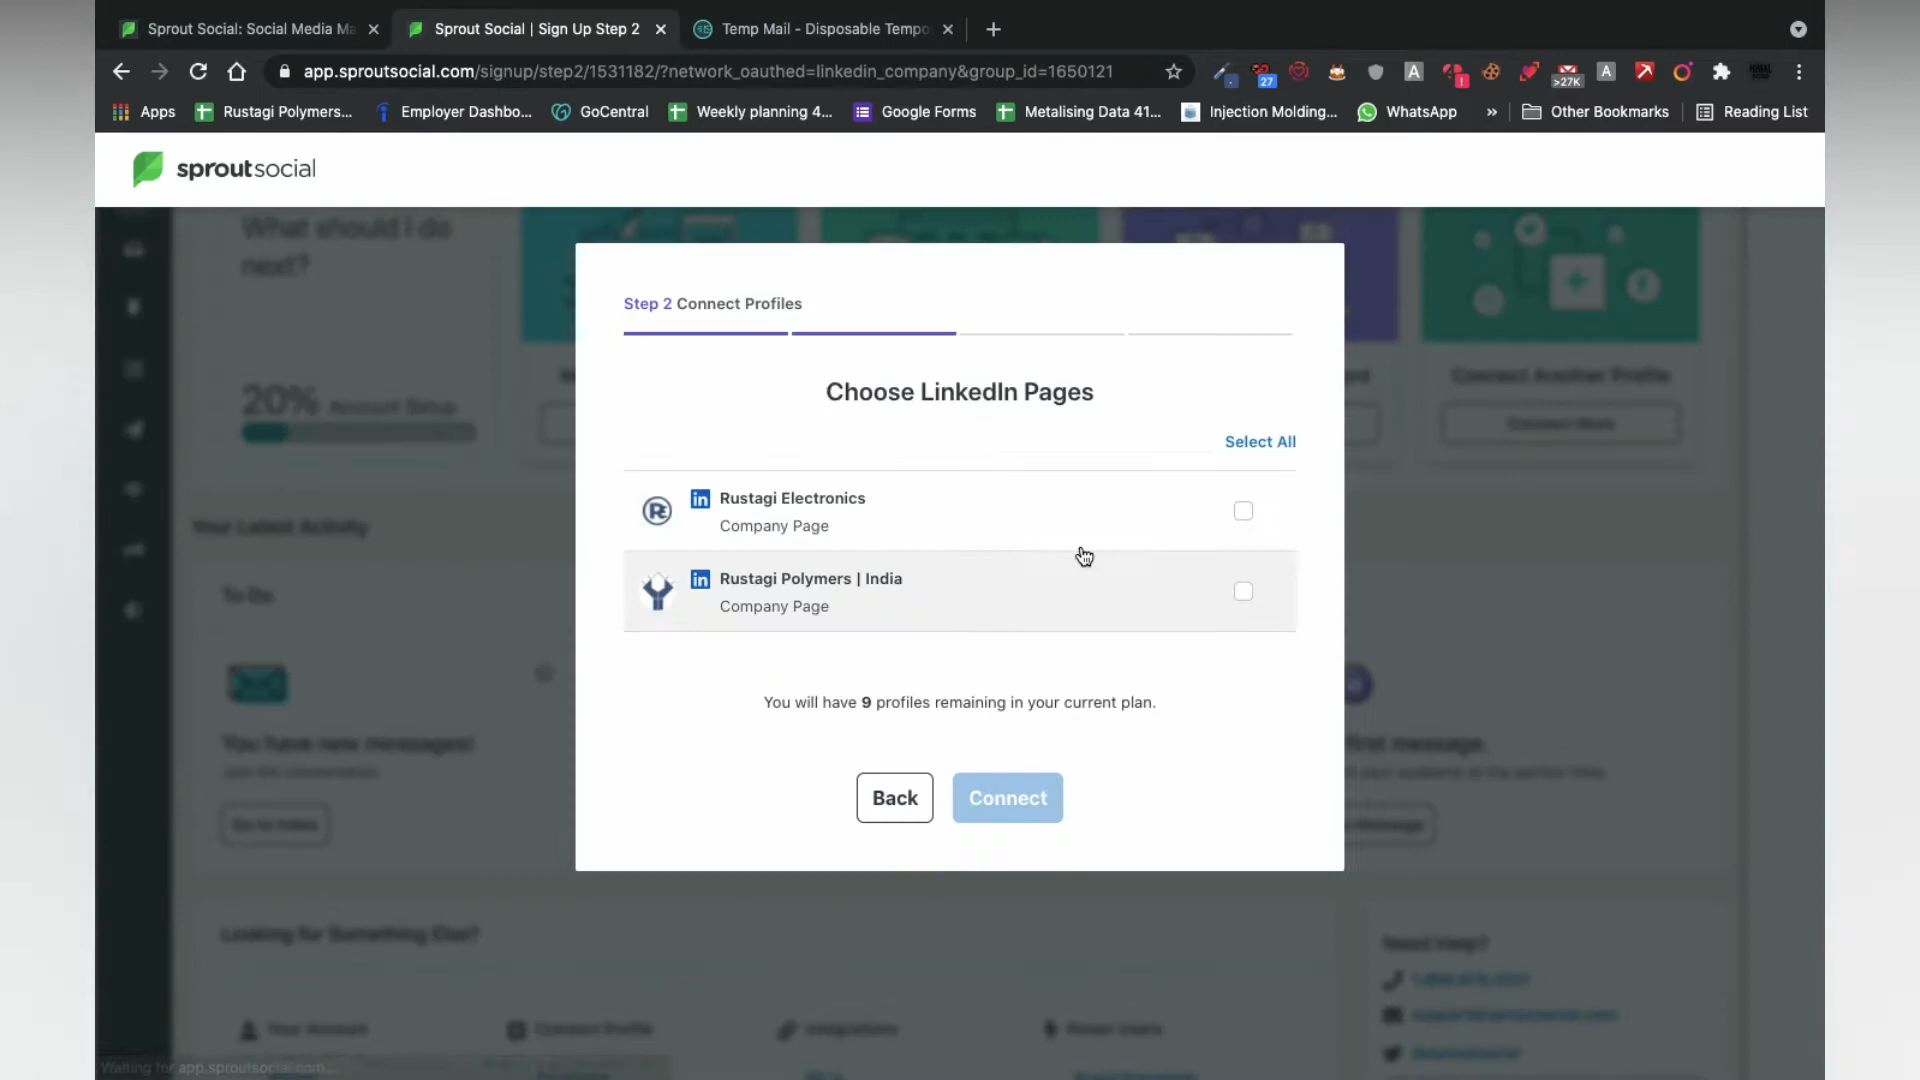 Sprout Social: Social Media Ma
Sprout Social | Sign Up Step 2
Temp Mail - Disposable Tempo
app.sproutsocial.com/signup/step2/1531182/?network_oauthed=linkedin_company&group_id=1650121
27
A
>27K
A
Apps
Rustagi Polymers...
Employer Dashbo...
GoCentral
Weekly planning 4...
Google Forms
Metalising Data 41...
Injection Molding...
WhatsApp
»
Other Bookmarks
Reading List
sproutsocial
What should i do
next?
20% Account Setup
Connect Another Profile
Connect More
Step 2 Connect Profiles
Choose LinkedIn Pages
Select All
in Rustagi Electronics
Company Page
in Rustagi Polymers | India
Company Page
You will have 9 profiles remaining in your current plan.
Back
Connect
Your Latest Activity
To Do
You have new messages!
Go to Inbox
first message.
Looking for Something Else?
Need Help?
Your Account
Connect Profile
Integrations
Waiting for app.sproutsocial.com...